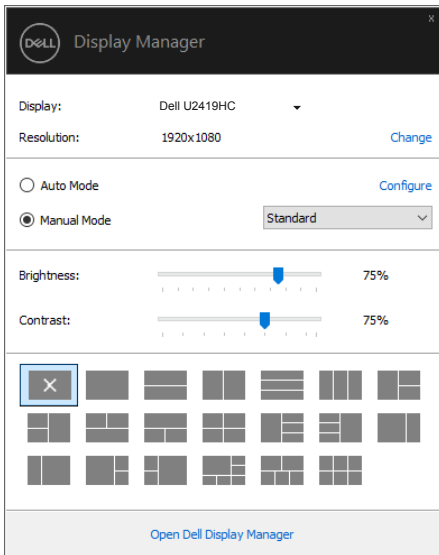 x
DELL Display Manager
Display: Dell U2419HC
Resolution: 1920x1080 Change
Auto Mode Configure
Manual Mode Standard
Brightness: 75%
Contrast: 75%
Open Dell Display Manager